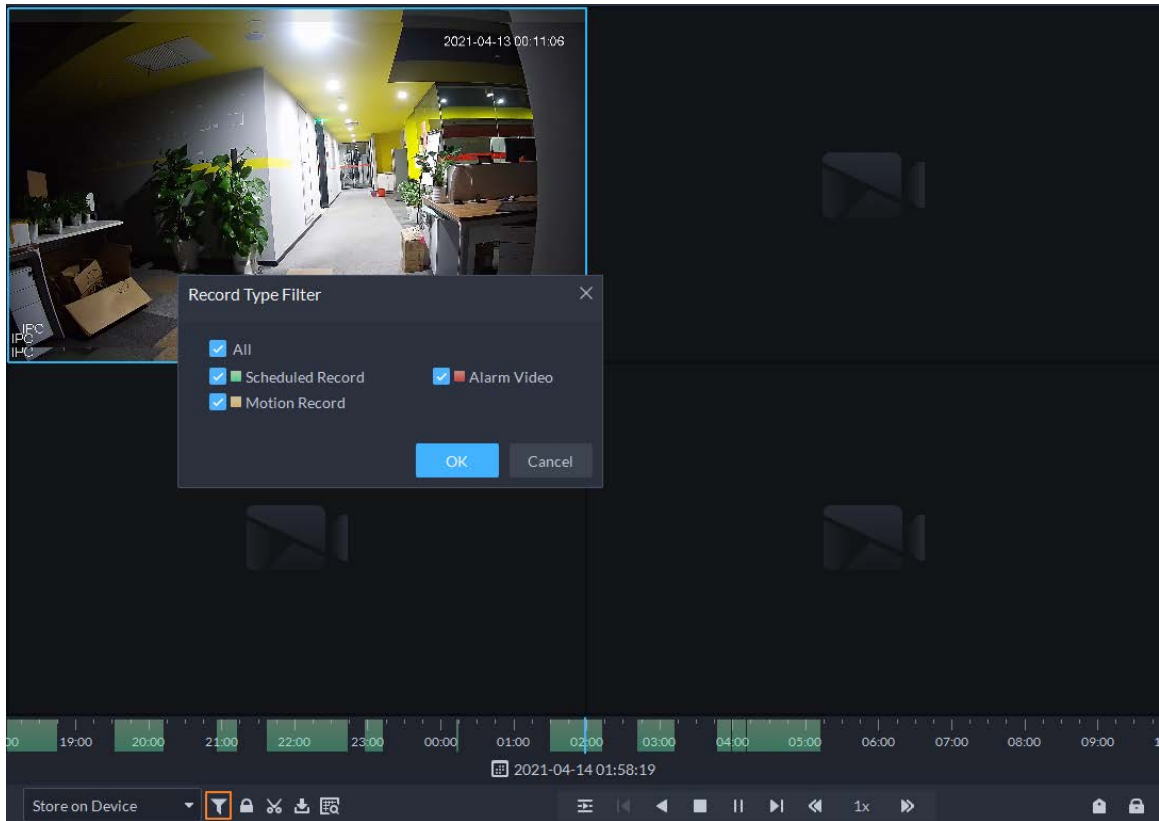 2021-04-13 00:11:06
IPC
IPC
IPC
Record Type Filter
All
Scheduled Record Alarm Video
Motion Record
OK Cancel
00 19:00 20:00 21:00 22:00 23:00 00:00 01:00 02:00 03:00 04:00 05:00 06:00 07:00 08:00 09:00 1
2021-04-14 01:58:19
Store on Device 1x